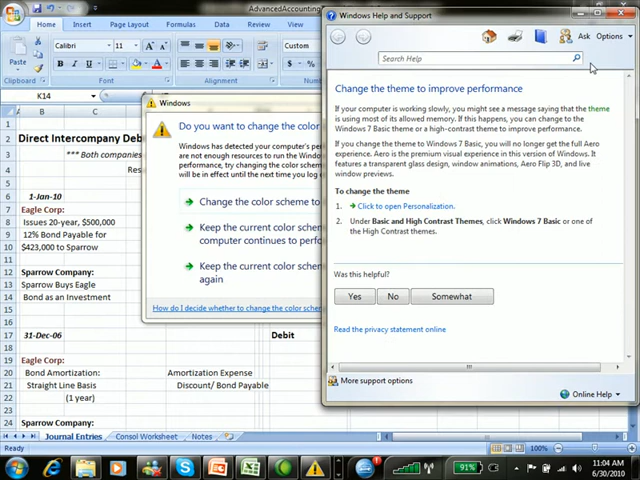 AdvancedAccounting
Home
Insert
Page Layout
Formulas
Data
Review
View
Paste
Calibri
11
Custom
Clipboard
Font
Alignment
Number
K14
B
C
D
1
2
3
4
5
6
7
8
9
10
11
12
13
14
15
16
17
18
19
20
21
22
23
24
Direct Intercompany Deb
*** Both companies
Res
1-Jan-10
Eagle Corp:
Issues 20-year, $500,000
12% Bond Payable for
$423,000 to Sparrow
Sparrow Company:
Sparrow Buys Eagle
Bond as an Investment
31-Dec-06
Debit
Eagle Corp:
Bond Amortization:
Amortization Expense
Straight Line Basis
Discount/ Bond Payable
(1 year)
Sparrow Company:
Journal Entries
Consol Worksheet
Notes
Ready
100%
Windows
Do you want to change the color
Windows has detected your computer's pe
are not enough resources to run the Windo
performance, try changing the color schem
will be in effect until the next time you log
Change the color scheme to
Keep the current color sche
computer continues to perfo
Keep the current color sche
again
How do I decide whether to change the color schem
Windows Help and Support
Ask
Options
Search Help
Change the theme to improve performance
If your computer is working slowly, you might see a message saying that the theme
is using most of its allowed memory. If this happens, you can change to the
Windows 7 Basic theme or a high-contrast theme to improve performance.
If you change the theme to Windows 7 Basic, you will no longer get the full Aero
experience. Aero is the premium visual experience in this version of Windows. It
features a transparent glass design, window animations, Aero Flip 3D, and live
window previews.
To change the theme
1. Click to open Personalization.
2. Under Basic and High Contrast Themes, click Windows 7 Basic or one of
the High Contrast themes.
Was this helpful?
Yes
No
Somewhat
Read the privacy statement online
More support options
Online Help
91%
11:04 AM
6/30/2010